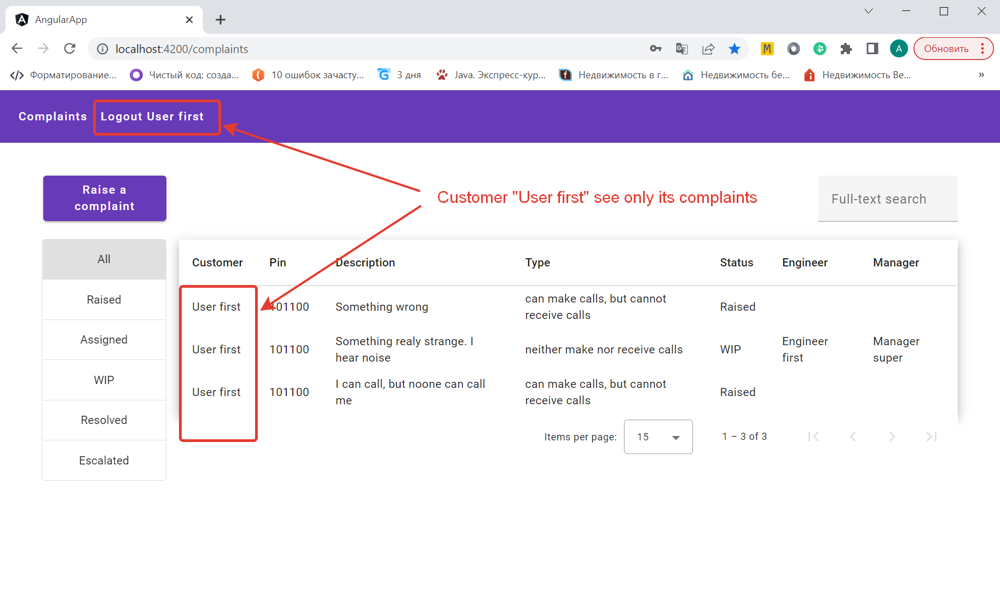 AngularApp
localhost:4200/complaints
M
A
Обновить
Форматирование...
Чистый код: созда...
10 ошибок зачасту...
3 дня
Java. Экспресс-кур...
Недвижимость в г...
Недвижимость бе...
Недвижимость Ве...
Complaints
Logout User first
Raise a
complaint
Customer "User first" see only its complaints
Full-text search
All
Raised
Assigned
WIP
Resolved
Escalated
Customer Pin Description Type Status Engineer Manager
User first 101100 Something wrong can make calls, but cannot
receive calls Raised
User first 101100 Something realy strange. I
hear noise neither make nor receive calls WIP Engineer
first Manager
super
User first 101100 I can call, but noone can call
me can make calls, but cannot
receive calls Raised
Items per page: 15 1 – 3 of 3